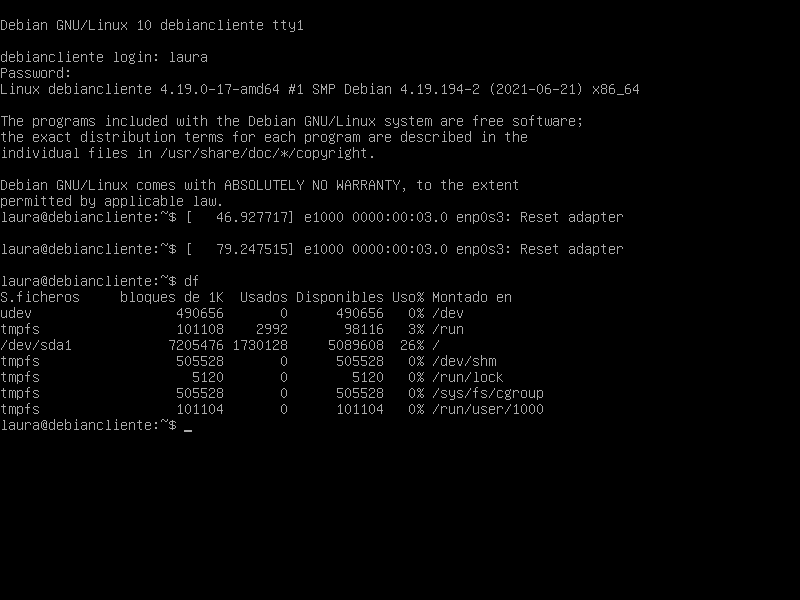 Debian GNU/Linux 10 debiancliente tty1
debiancliente login: laura
Password:
Linux debiancliente 4.19.0-17-amd64 #1 SMP Debian 4.19.194-2 (2021-06-21) x86_64
The programs included with the Debian GNU/Linux system are free software;
the exact distribution terms for each program are described in the
individual files in /usr/share/doc/*/copyright.
Debian GNU/Linux comes with ABSOLUTELY NO WARRANTY, to the extent
permitted by applicable law.
laura@debiancliente:~$ [   46.927717] e1000 0000:00:03.0 enp0s3: Reset adapter
laura@debiancliente:~$ [   79.247515] e1000 0000:00:03.0 enp0s3: Reset adapter
laura@debiancliente:~$ df
S.ficheros     bloques de 1K  Usados Disponibles Uso% Montado en
udev                  490656       0      490656   0% /dev
tmpfs                 101108    2992       98116   3% /run
/dev/sda1            7205476 1730128     5089608  26% /
tmpfs                 505528       0      505528   0% /dev/shm
tmpfs                   5120       0        5120   0% /run/lock
tmpfs                 505528       0      505528   0% /sys/fs/cgroup
tmpfs                 101104       0      101104   0% /run/user/1000
laura@debiancliente:~$ _